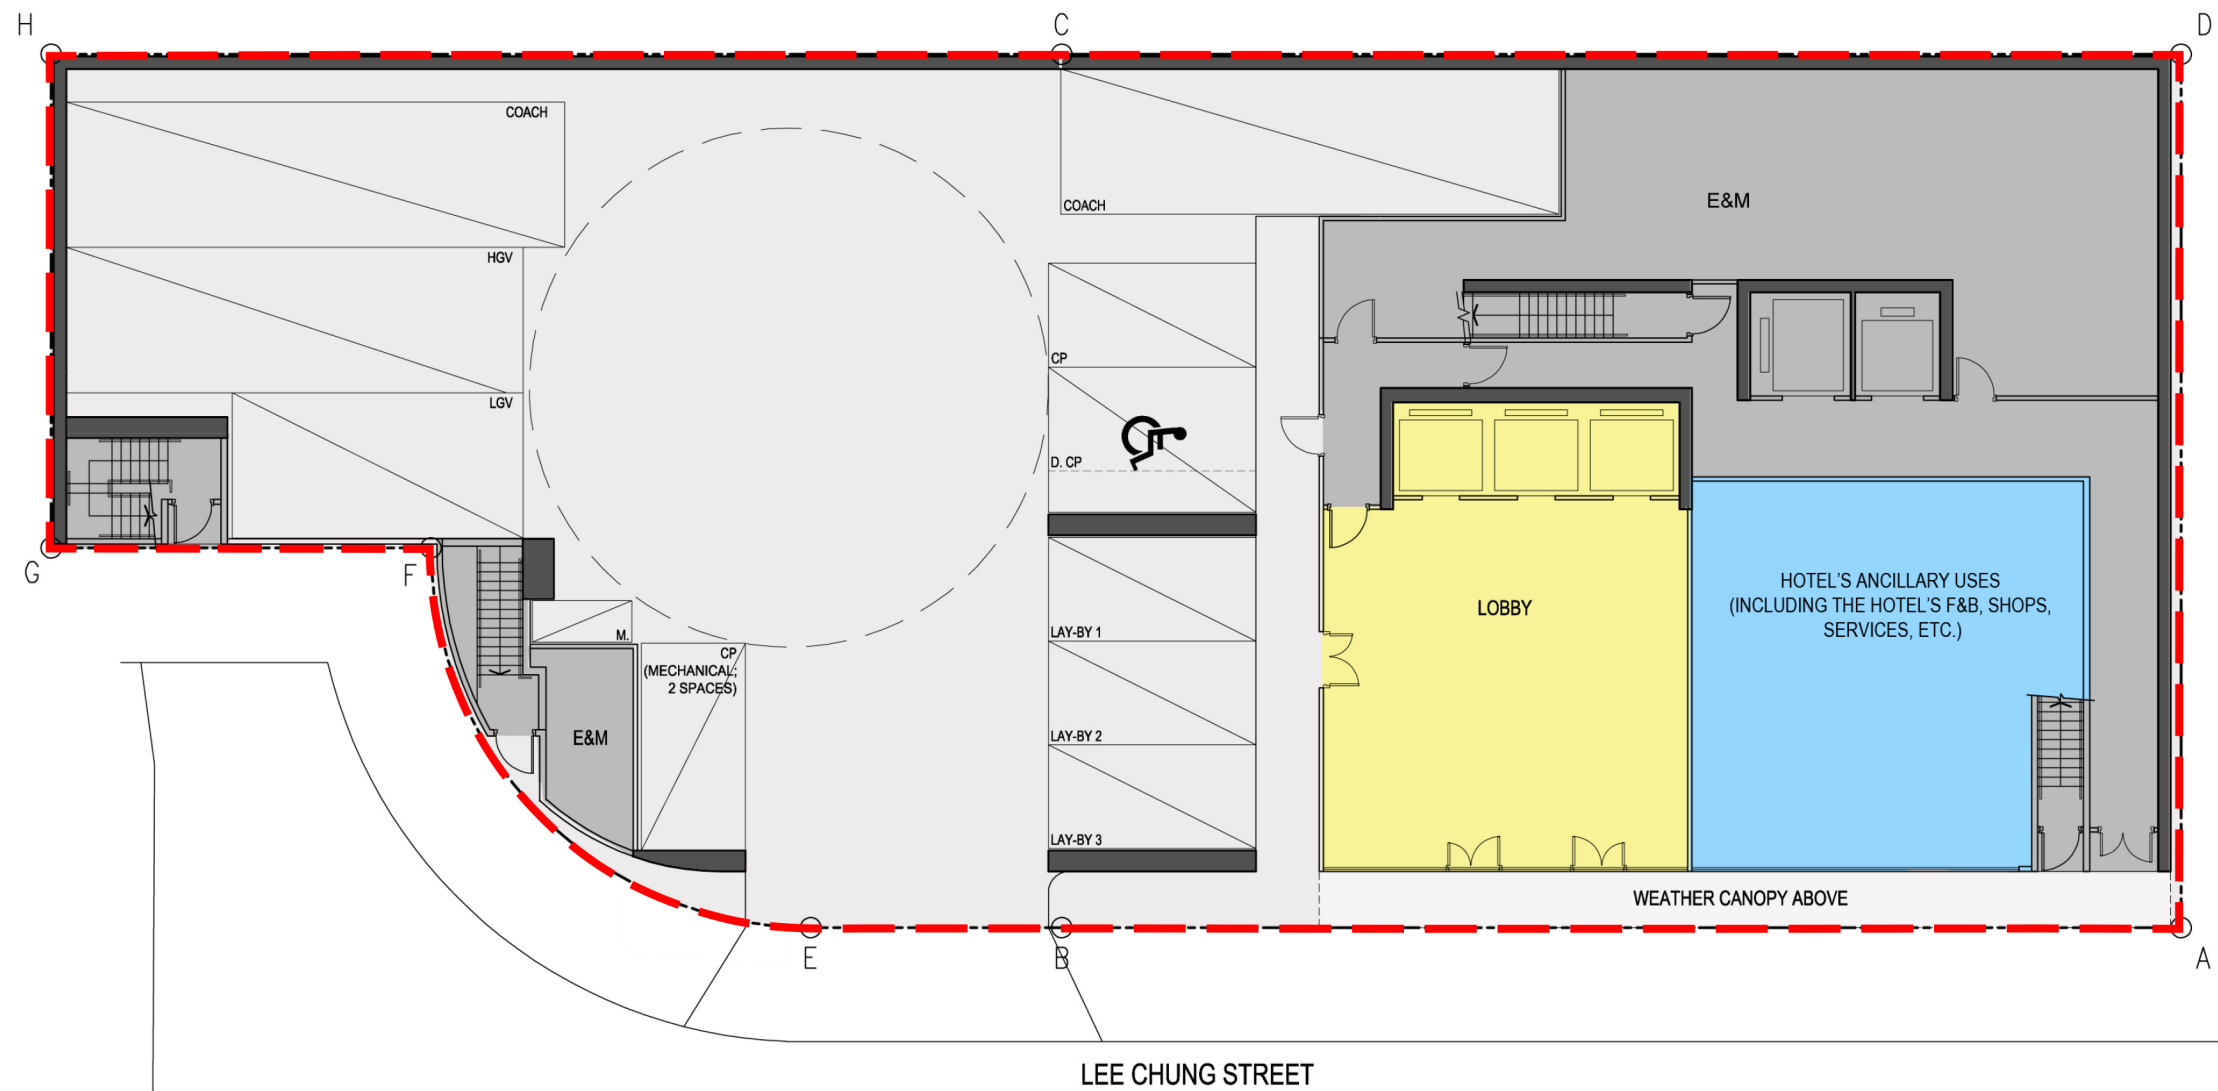 H
C
D
COACH
COACH
E&M
HGV
CP
LGV
D. CP
G
F
HOTEL'S ANCILLARY USES
(INCLUDING THE HOTEL'S F&B, SHOPS,
SERVICES, ETC.)
LOBBY
M.
LAY-BY 1
CP
(MECHANICAL;
2 SPACES)
E&M
LAY-BY 2
LAY-BY 3
WEATHER CANOPY ABOVE
E
B
A
LEE CHUNG STREET